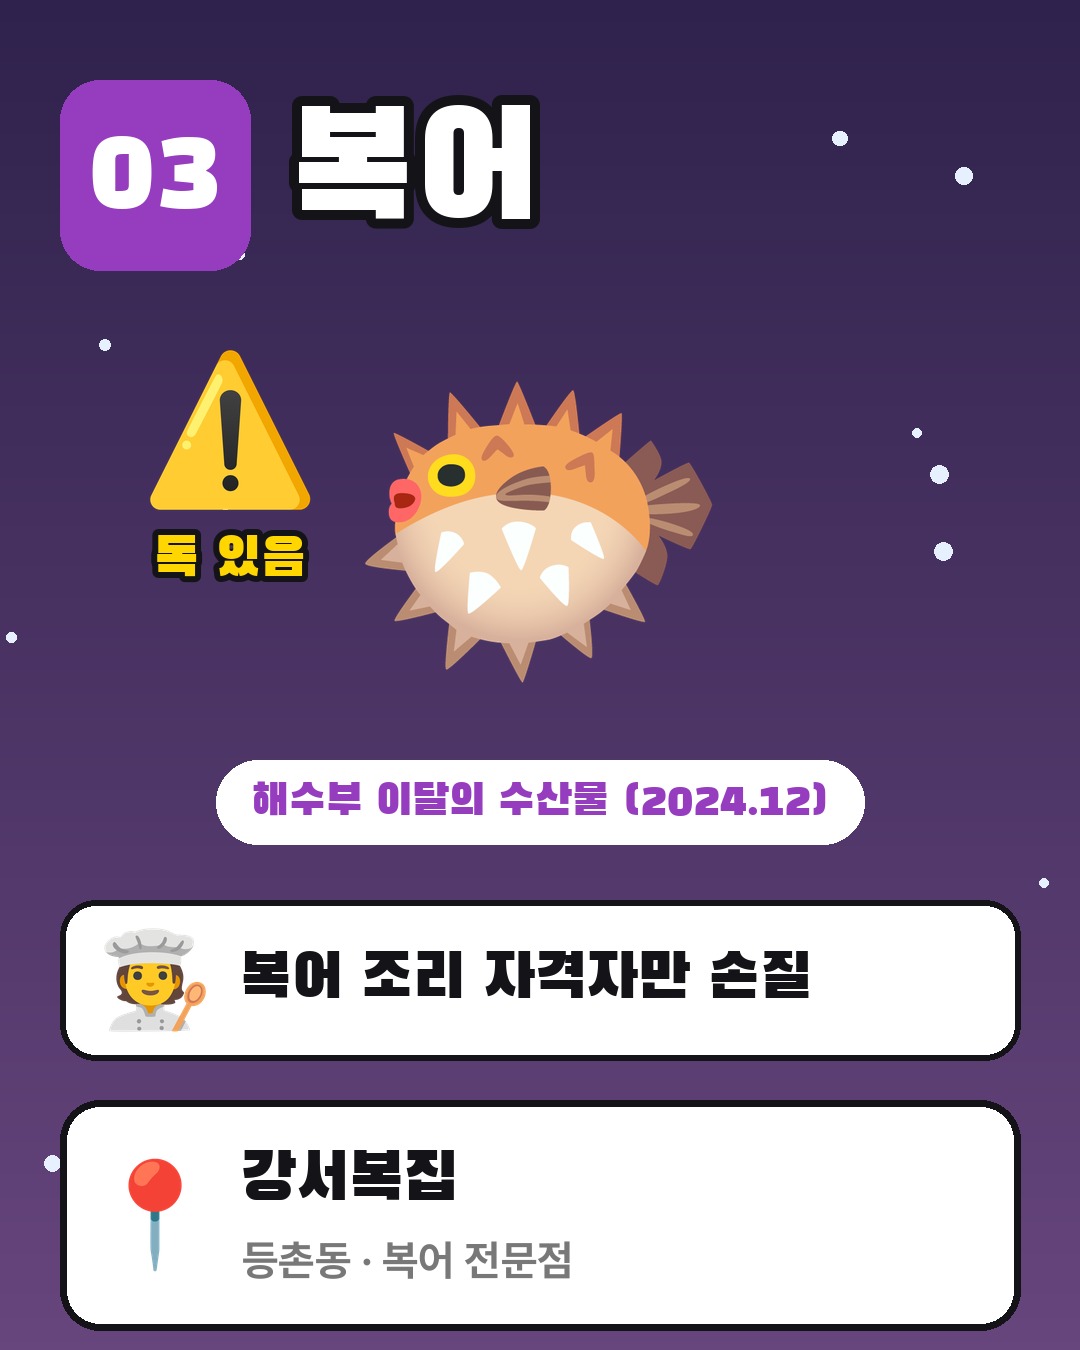 03 복어
독 있음
해수부 이달의 수산물 (2024.12)
복어 조리 자격자만 손질
강서복집
등촌동 · 복어 전문점